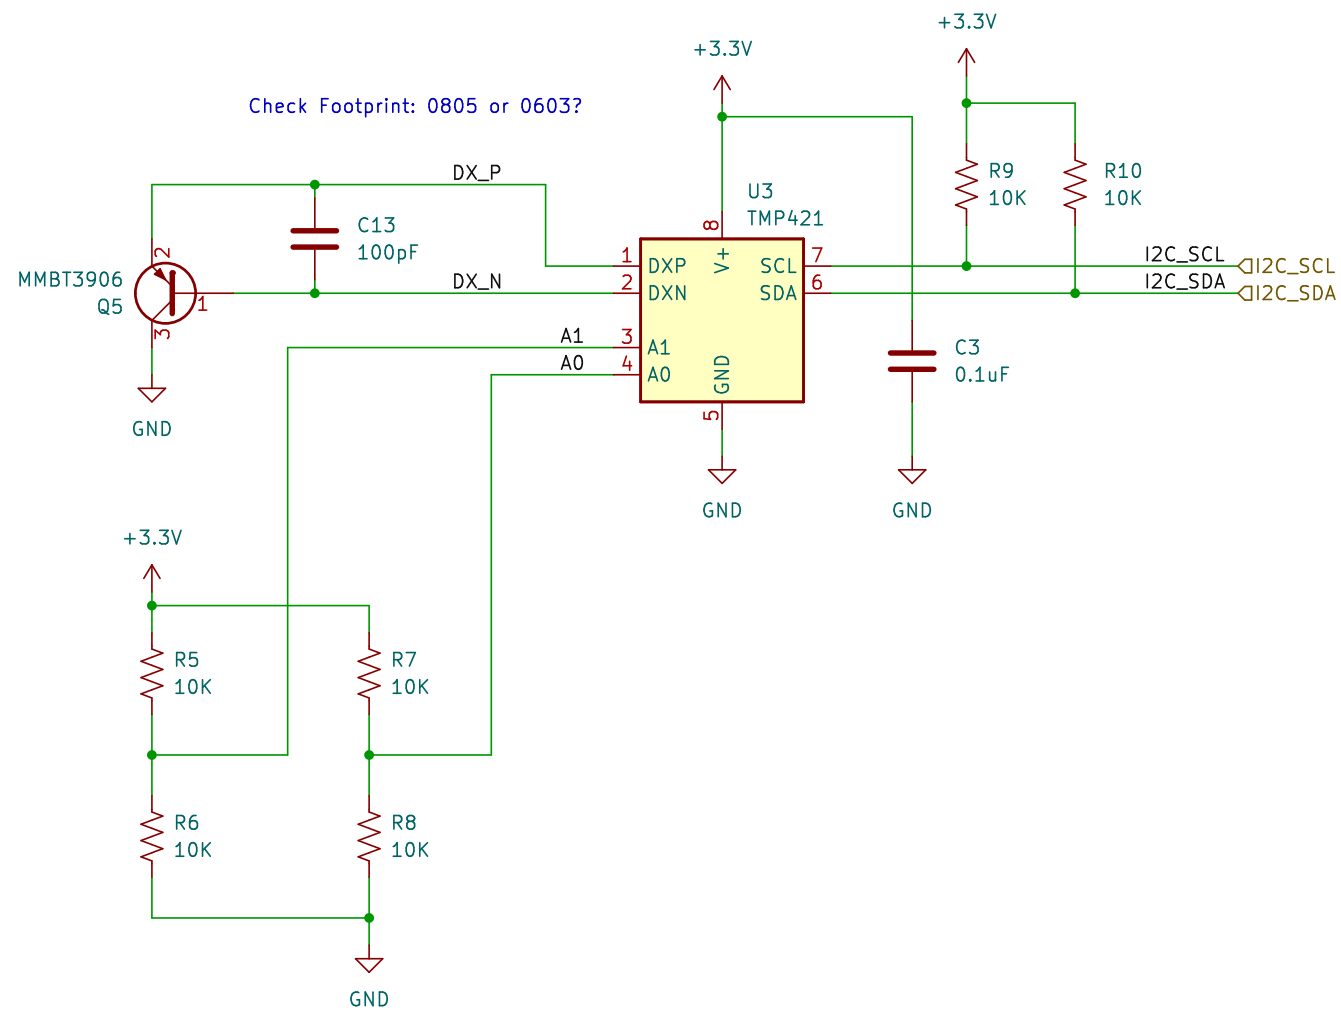 +3.3V
+3.3V
Check Footprint: 0805 or 0603?
DX_P
R9
10K
R10
10K
U3
TMP421
C13
100pF
8
2
1
DXP
V+
SCL
7
I2C_SCL
I2C_SCL
MMBT3906
Q5
1
DX_N
2
DXN
SDA
6
I2C_SDA
I2C_SDA
3
A1
3
A1
A0
4
A0
GND
5
C3
0.1uF
GND
GND
GND
+3.3V
R5
10K
R7
10K
R6
10K
R8
10K
GND